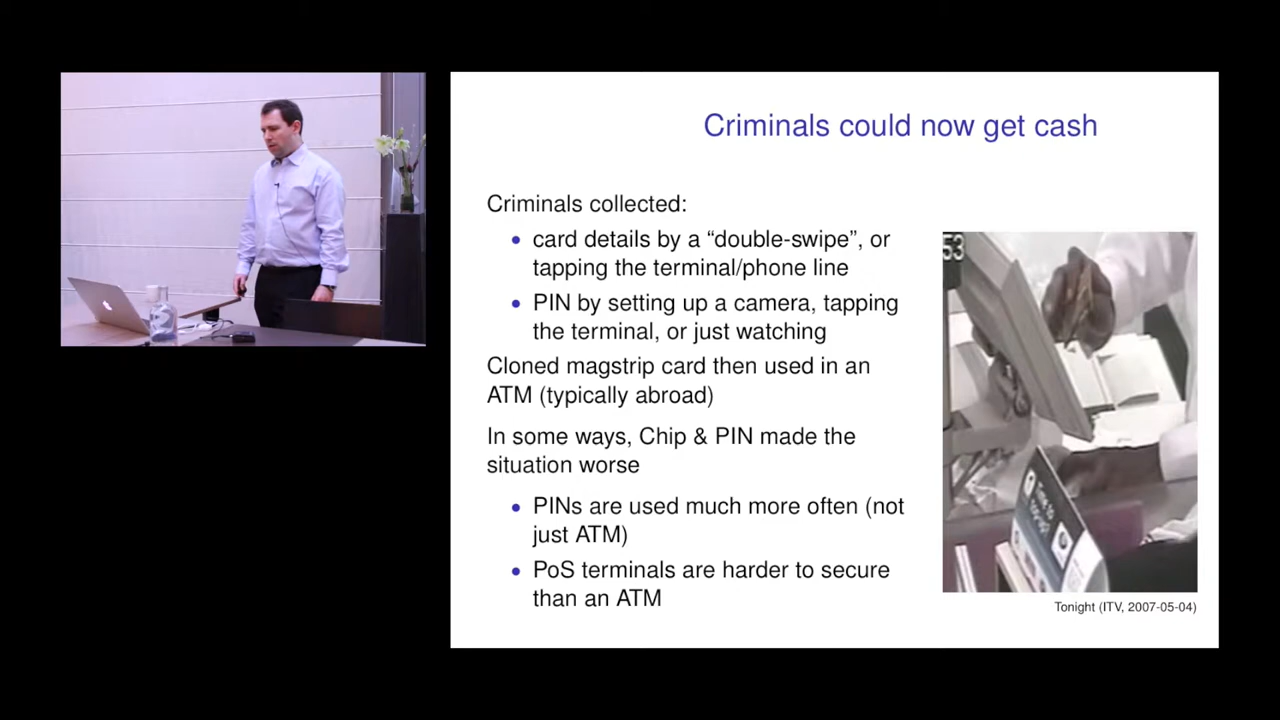 Criminals could now get cash
Criminals collected:
• card details by a “double-swipe”, or
tapping the terminal/phone line
• PIN by setting up a camera, tapping
the terminal, or just watching
Cloned magstrip card then used in an
ATM (typically abroad)
In some ways, Chip & PIN made the
situation worse
• PINs are used much more often (not
just ATM)
• PoS terminals are harder to secure
than an ATM
53
Tonight (ITV, 2007-05-04)